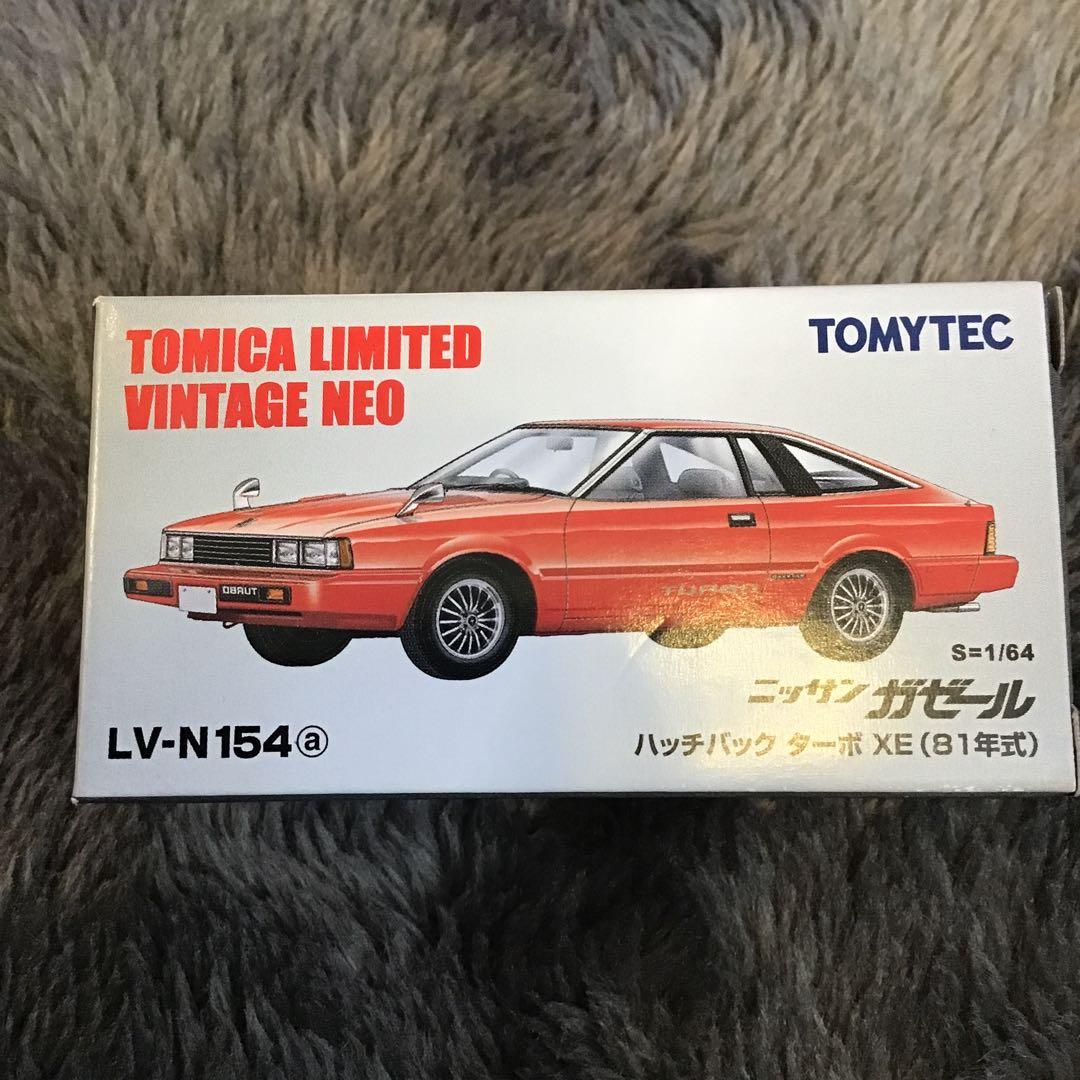 TOMICA LIMITED
VINTAGE NEO
TOMYTEC
OBRUT
S=1/64
ニッサン ガゼール
LV-N154ⓐ
ハッチバック ターボ XE(81年式)